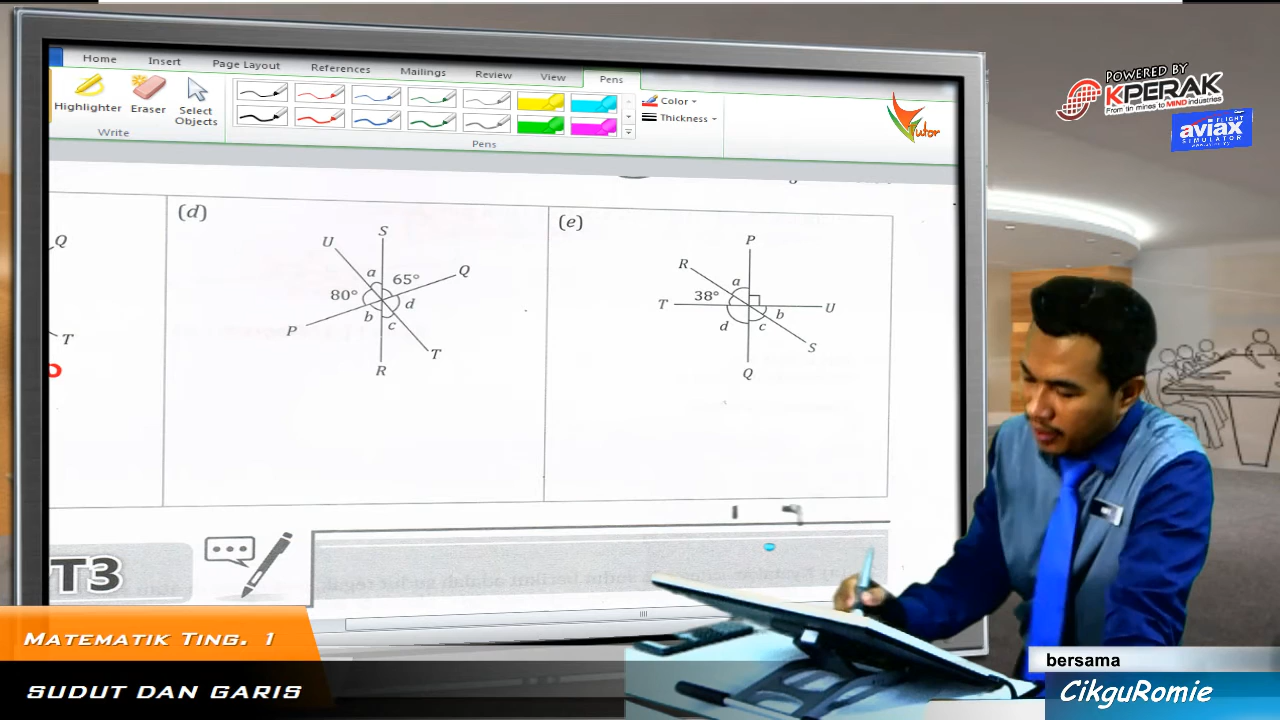 Home Insert Page Layout References Mailings Review View Pens
Highlighter Eraser Select Objects
Color
Thickness
Write
Pens
Tutor
POWERED BY
KPERAK
From tin mines to MIND industries
aviax
FLIGHT
SIMULATOR
Q
T
(d)
S
U
a
65°
Q
80°
d
b
c
P
T
R
(e)
P
R
a
T
38°
U
b
d
c
S
Q
T3
MATEMATIK TING. 1
SUDUT DAN GARIS
bersama
CikguRomie